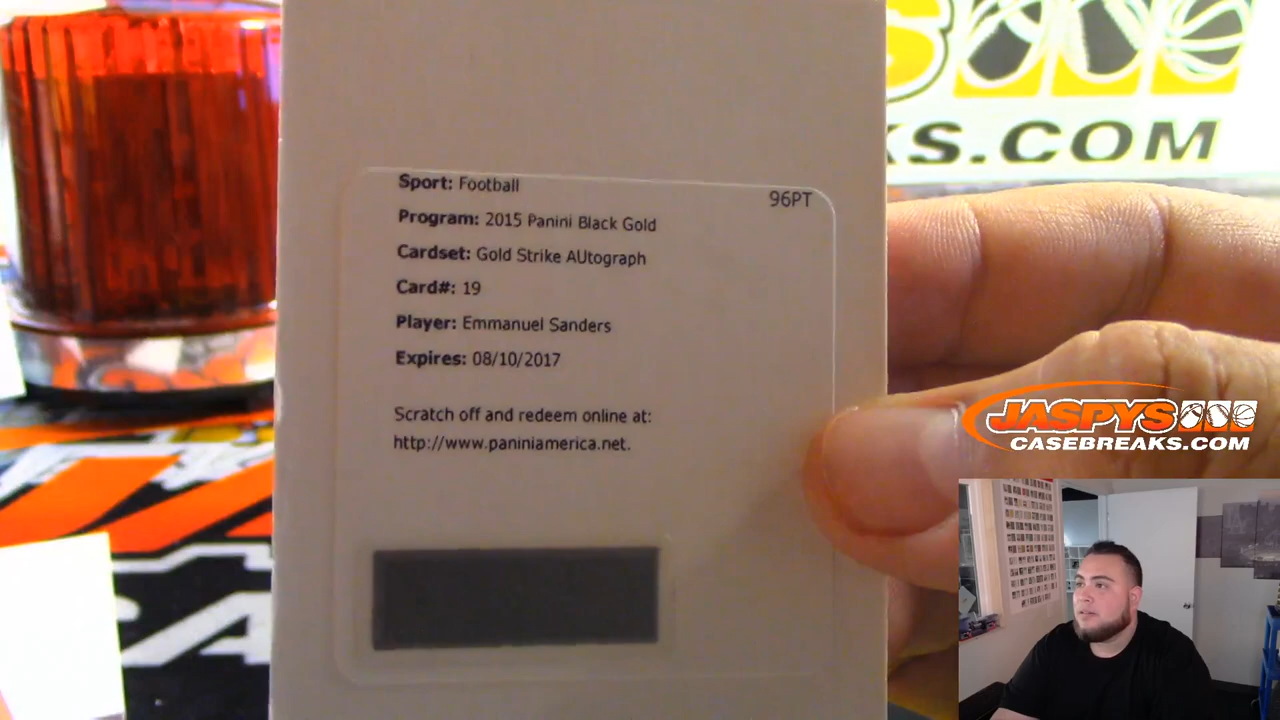 S
KS.COM
Sport: Football
96PT
Program: 2015 Panini Black Gold
Cardset: Gold Strike AUtograph
Card#: 19
Player: Emmanuel Sanders
Expires: 08/10/2017
Scratch off and redeem online at:
http://www.paniniamerica.net.
JASPYS
CASEBREAKS.COM